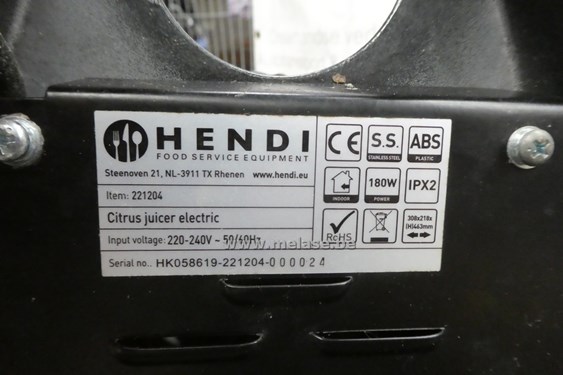 HENDI
FOOD SERVICE EQUIPMENT
Steenoven 21, NL-3911 TX Rhenen www.hendi.eu
Item: 221204
Citrus juicer electric
Input voltage: 220-240V ~ 50/60Hz
Serial no.. HK058619-221204-000024
CE
S.S.
STAINLESS STEEL
ABS
PLASTIC
INDOOR
180W
POWER
IPX2
RoHS
308x218x
(H)463mm
www.melase.be